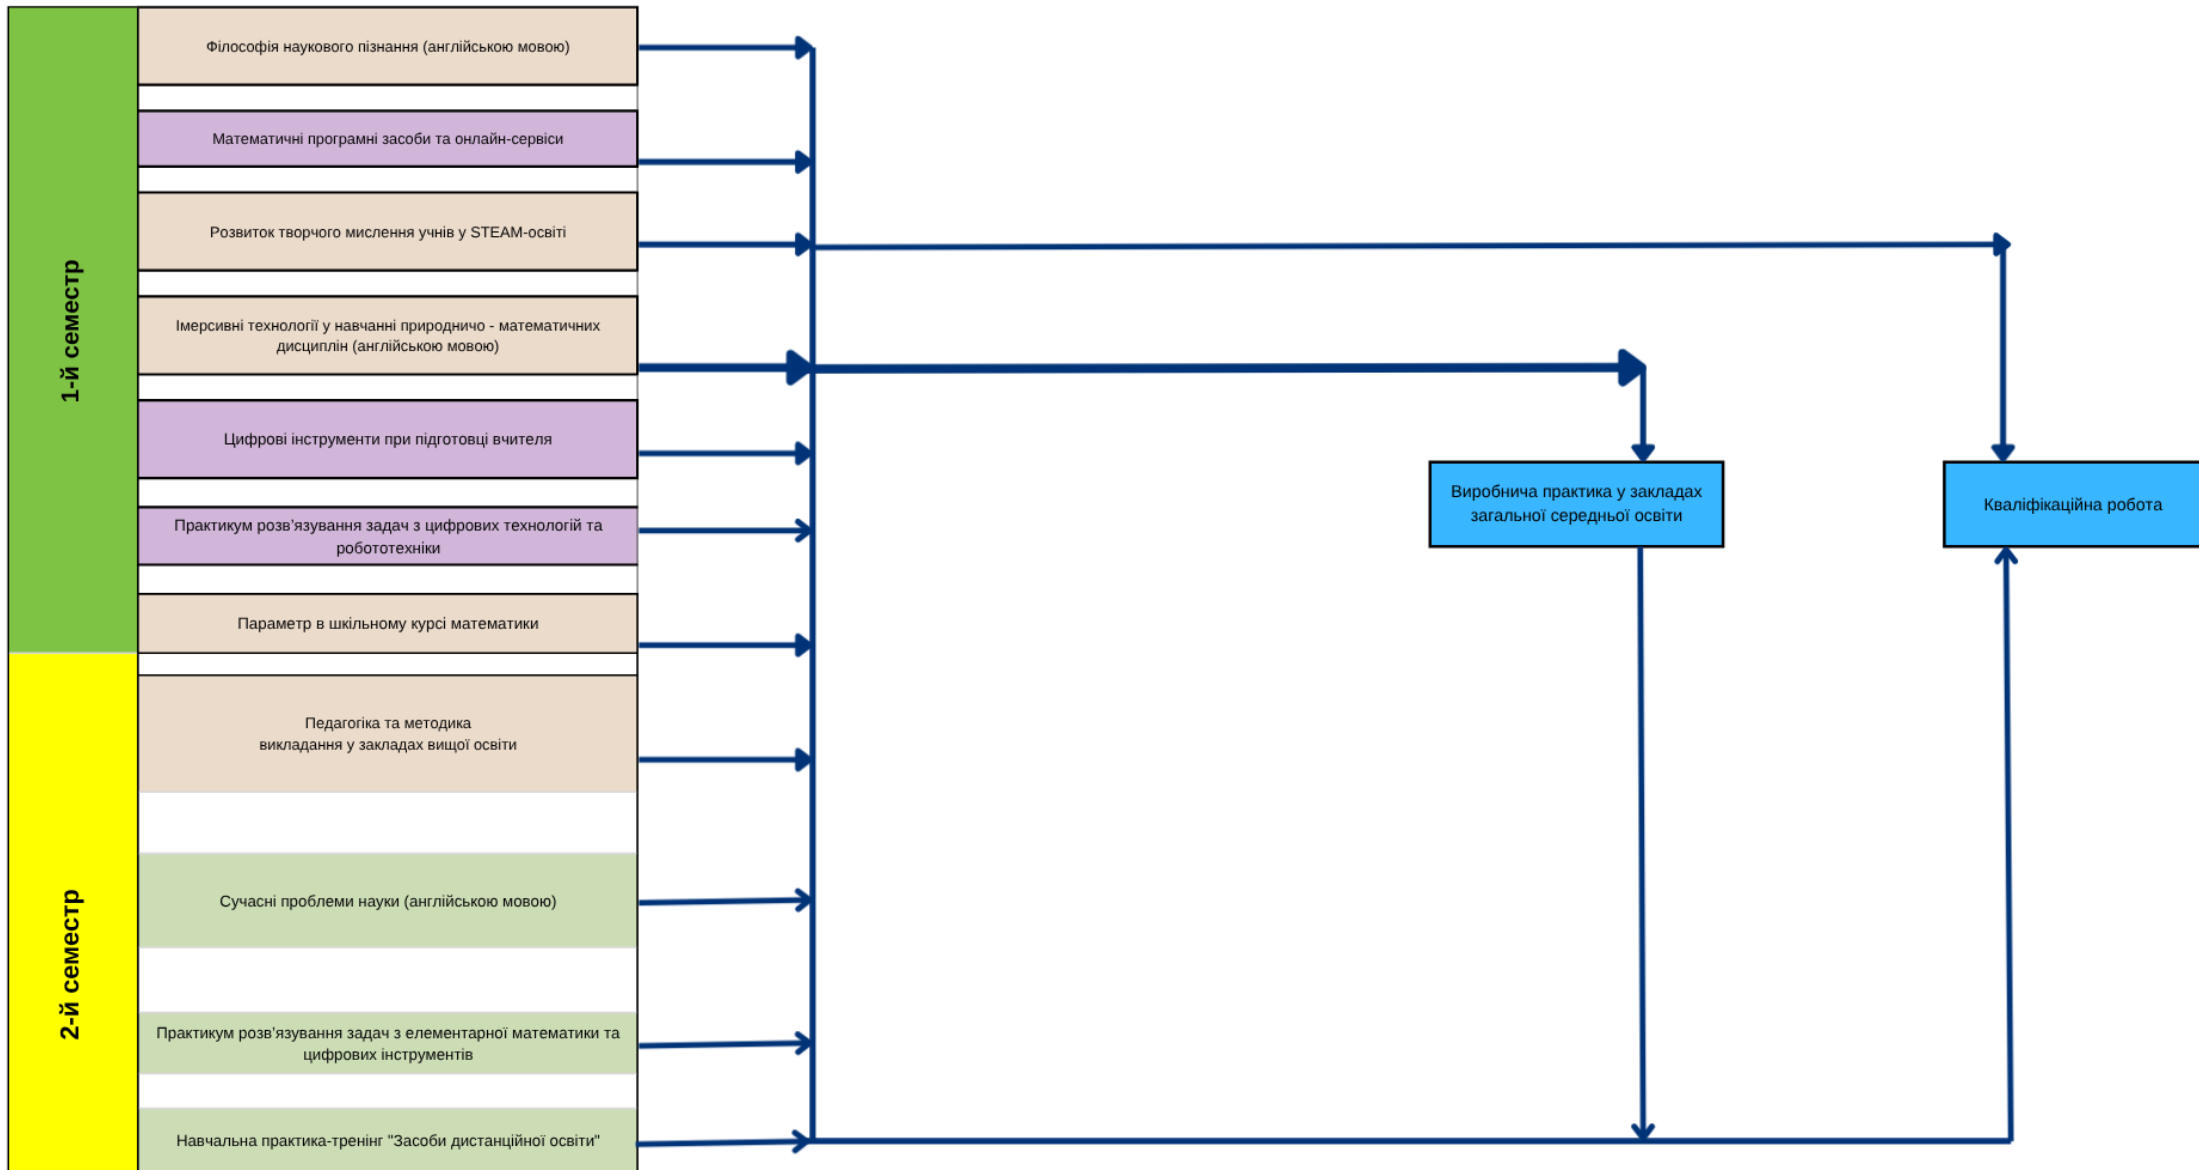 1-й семестр
Філософія наукового пізнання (англійською мовою)
Математичні програмні засоби та онлайн-сервіси
Розвиток творчого мислення учнів у STEAM-освіті
Імерсивні технології у навчанні природничо - математичних
дисциплін (англійською мовою)
Цифрові інструменти при підготовці вчителя
Практикум розв'язування задач з цифрових технологій та
робототехніки
Параметр в шкільному курсі математики
2-й семестр
Педагогіка та методика
викладання у закладах вищої освіти
Сучасні проблеми науки (англійською мовою)
Практикум розв'язування задач з елементарної математики та
цифрових інструментів
Навчальна практика-тренінг "Засоби дистанційної освіти"
Виробнича практика у закладах
загальної середньої освіти
Кваліфікаційна робота